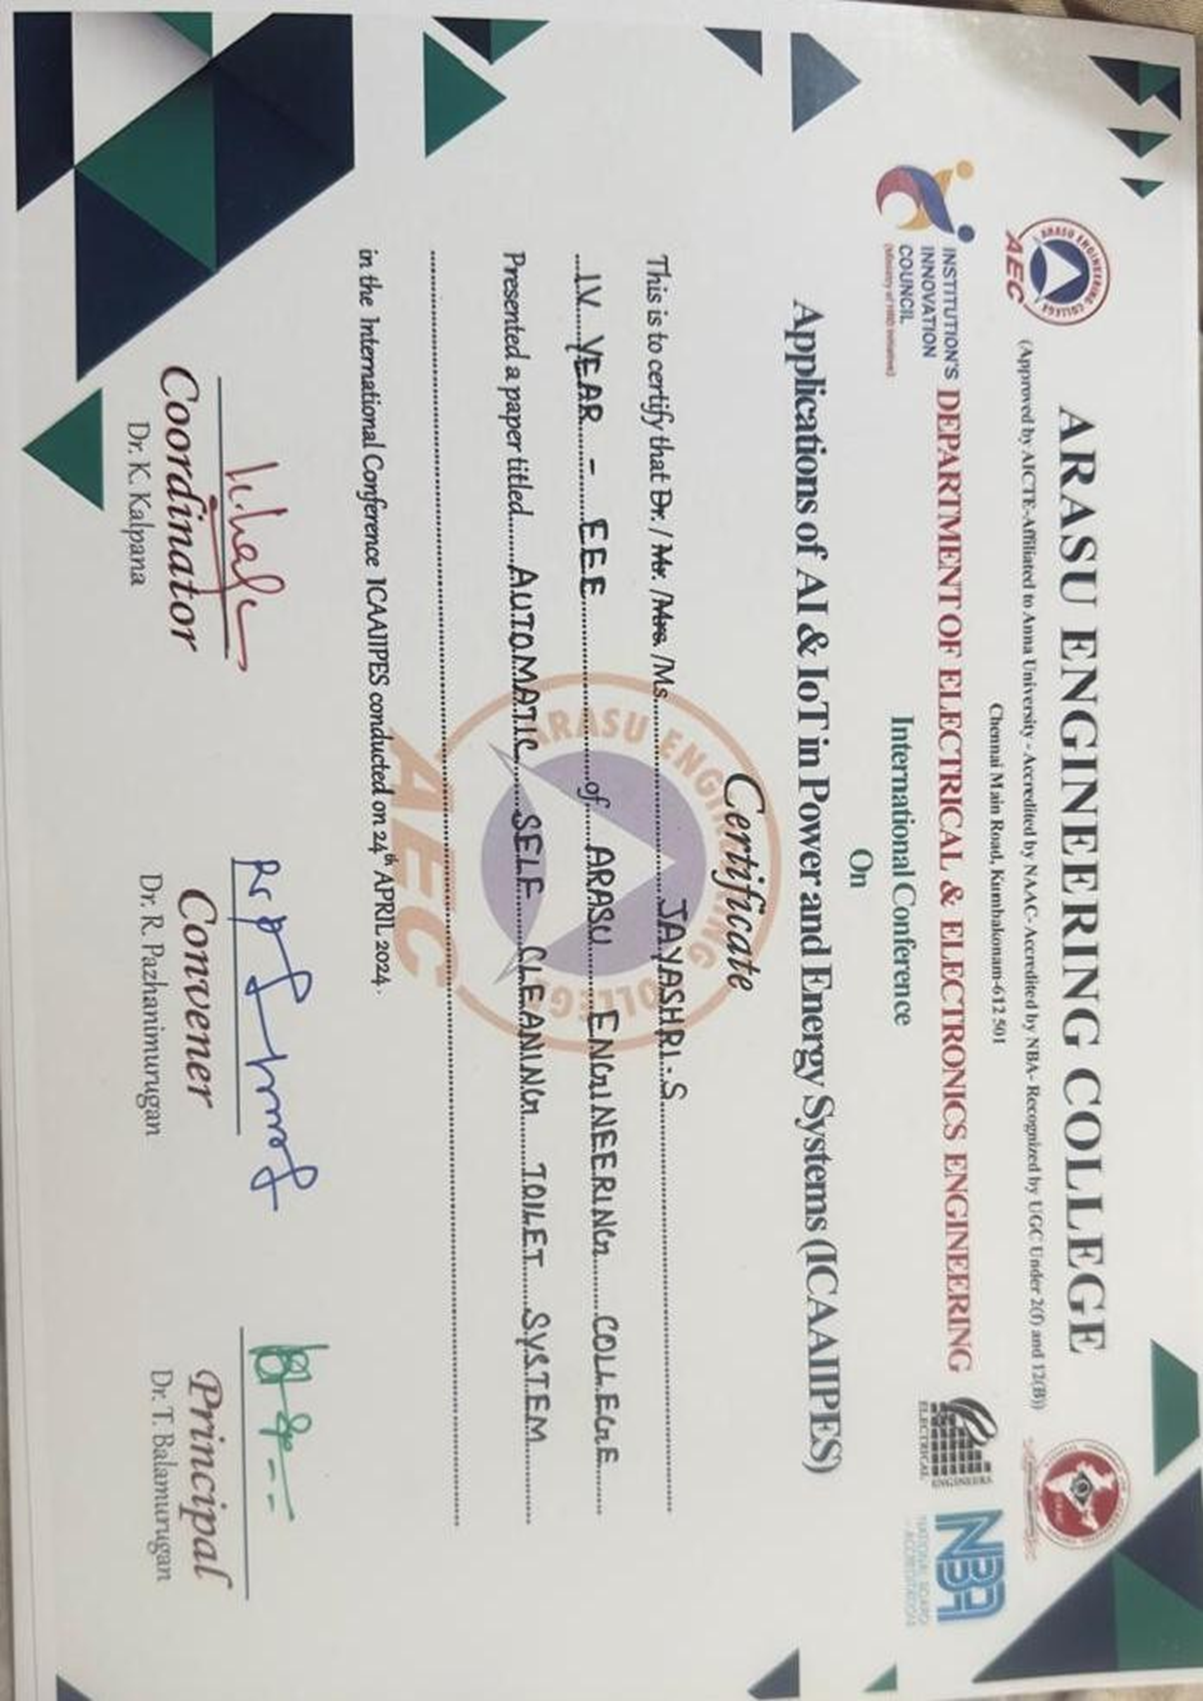 ARASU ENGINEERING COLLEGE
(Approved by AICTE-Affiliated to Anna University - Accredited by NAAC- Accredited by NBA- Recognized by UGC Under 2(f) and 12(B))
Chennai Main Road, Kumbakonam-612 501
ARASU ENGINEERING COLLEGE
AEC
INSTITUTION'S
INNOVATION
COUNCIL
(Ministry of HRD Initiative)
DEPARTMENT OF ELECTRICAL & ELECTRONICS ENGINEERING
ELECTRICAL
ENGINEERS
NBA
NATIONAL BOARD
OF ACCREDITATION
International Conference
On
Applications of AI & IoT in Power and Energy Systems (ICAAIIPES)
Certificate
This is to certify that Dr. / Mr. /Mrs. /Ms. JAYASHRI.S
IV YEAR - EEE of ARASU ENGINEERING COLLEGE
Presented a paper titled AUTOMATIC SELF CLEANING TOILET SYSTEM
in the International Conference ICAAIIPES conducted on 24th APRIL 2024.
ARASU ENGINEERING COLLEGE
AEC
Coordinator
Dr. K. Kalpana
Convener
Dr. R. Pazhanimurugan
Principal
Dr. T. Balamurugan